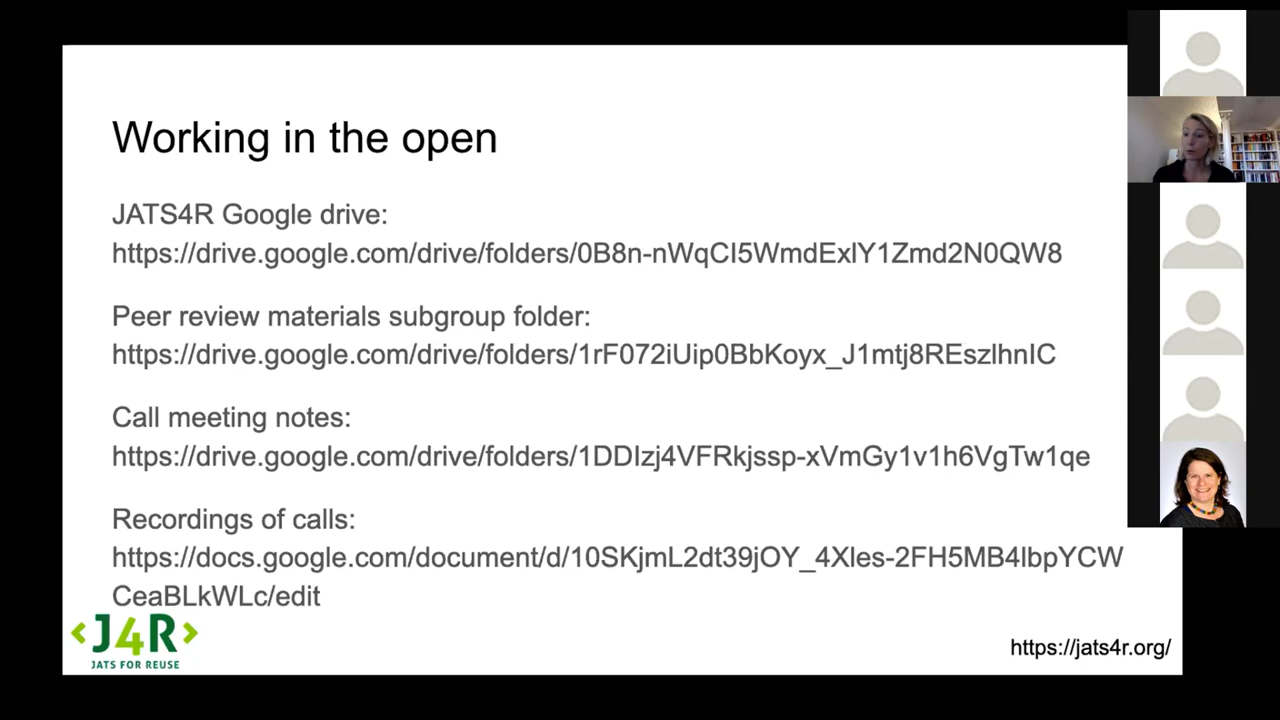 Working in the open
JATS4R Google drive:
https://drive.google.com/drive/folders/0B8n-nWqCI5WmdExlY1Zmd2N0QW8
Peer review materials subgroup folder:
https://drive.google.com/drive/folders/1rF072iUip0BbKoyx_J1mtj8REszlhnIC
Call meeting notes:
https://drive.google.com/drive/folders/1DDIzj4VFRkjssp-xVmGy1v1h6VgTw1qe
Recordings of calls:
https://docs.google.com/document/d/10SKjmL2dt39jOY_4Xles-2FH5MB4lbpYCW
CeaBLkWLc/edit
<J4R>
JATS FOR REUSE
https://jats4r.org/